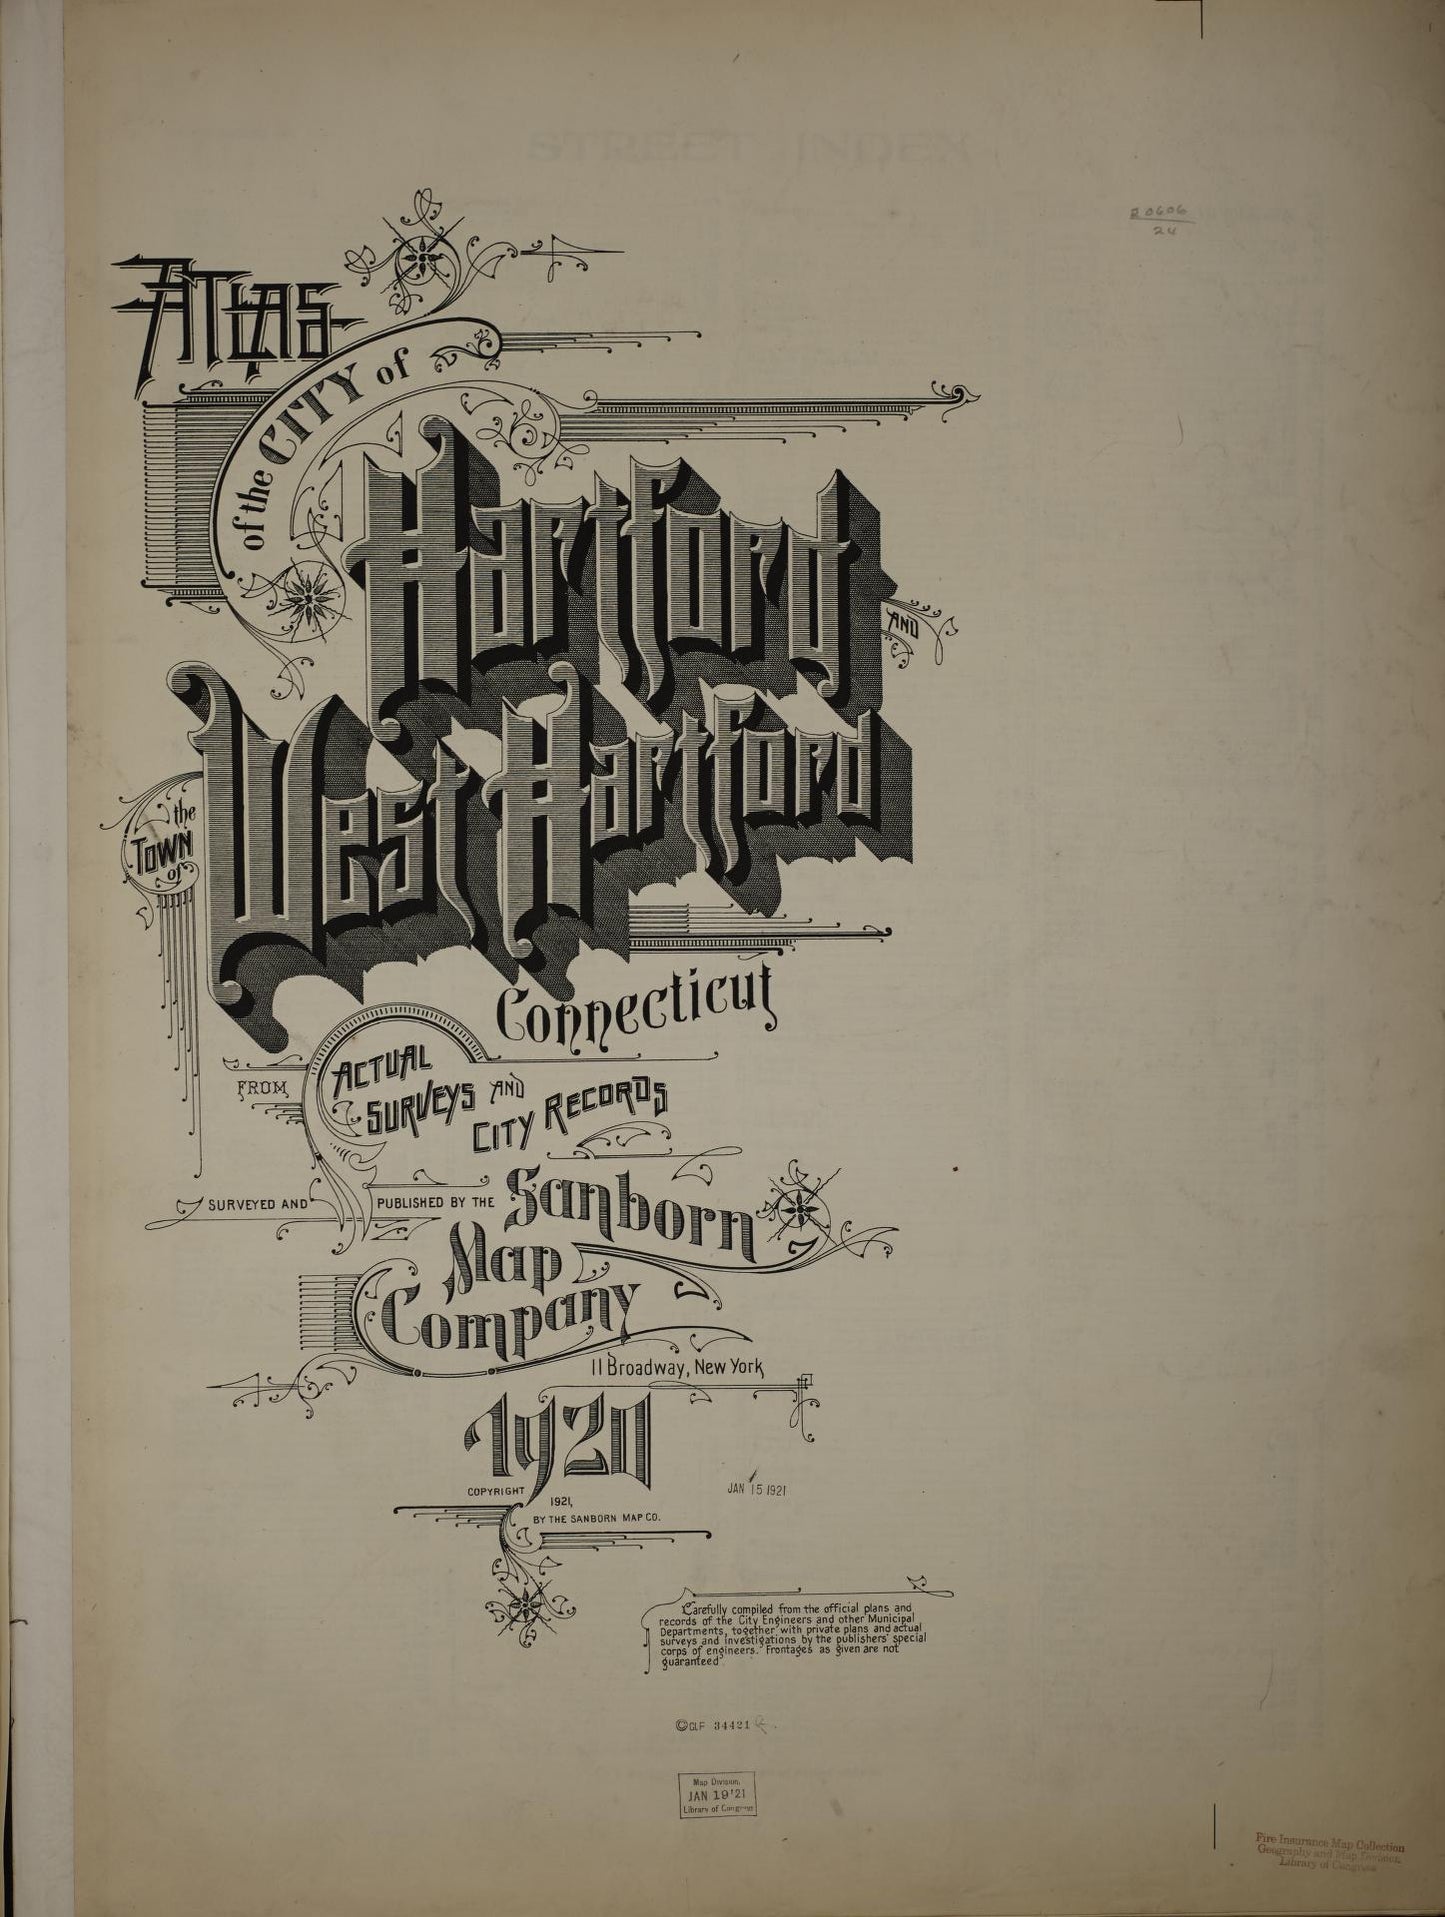 STREET INDEX
20606
24
ATLAS
of the CITY of
Hartford
AND
the
TOWN
of
West Hartford
Connecticut
FROM
ACTUAL
SURVEYS AND
CITY RECORDS
SURVEYED AND PUBLISHED BY THE Sanborn
Map
Company
11 Broadway, New York
1920
COPYRIGHT
1921,
BY THE SANBORN MAP CO.
JAN 15 1921
Carefully compiled from the official plans and
records of the City Engineers and other Municipal
Departments, together with private plans and actual
surveys and investigations by the publishers' special
corps of engineers. Frontages as given are not
guaranteed
©CLF 34421
Map Division,
JAN 19'21
Library of Congress
Fire Insurance Map Collection
Geography and Map Division
Library of Congress